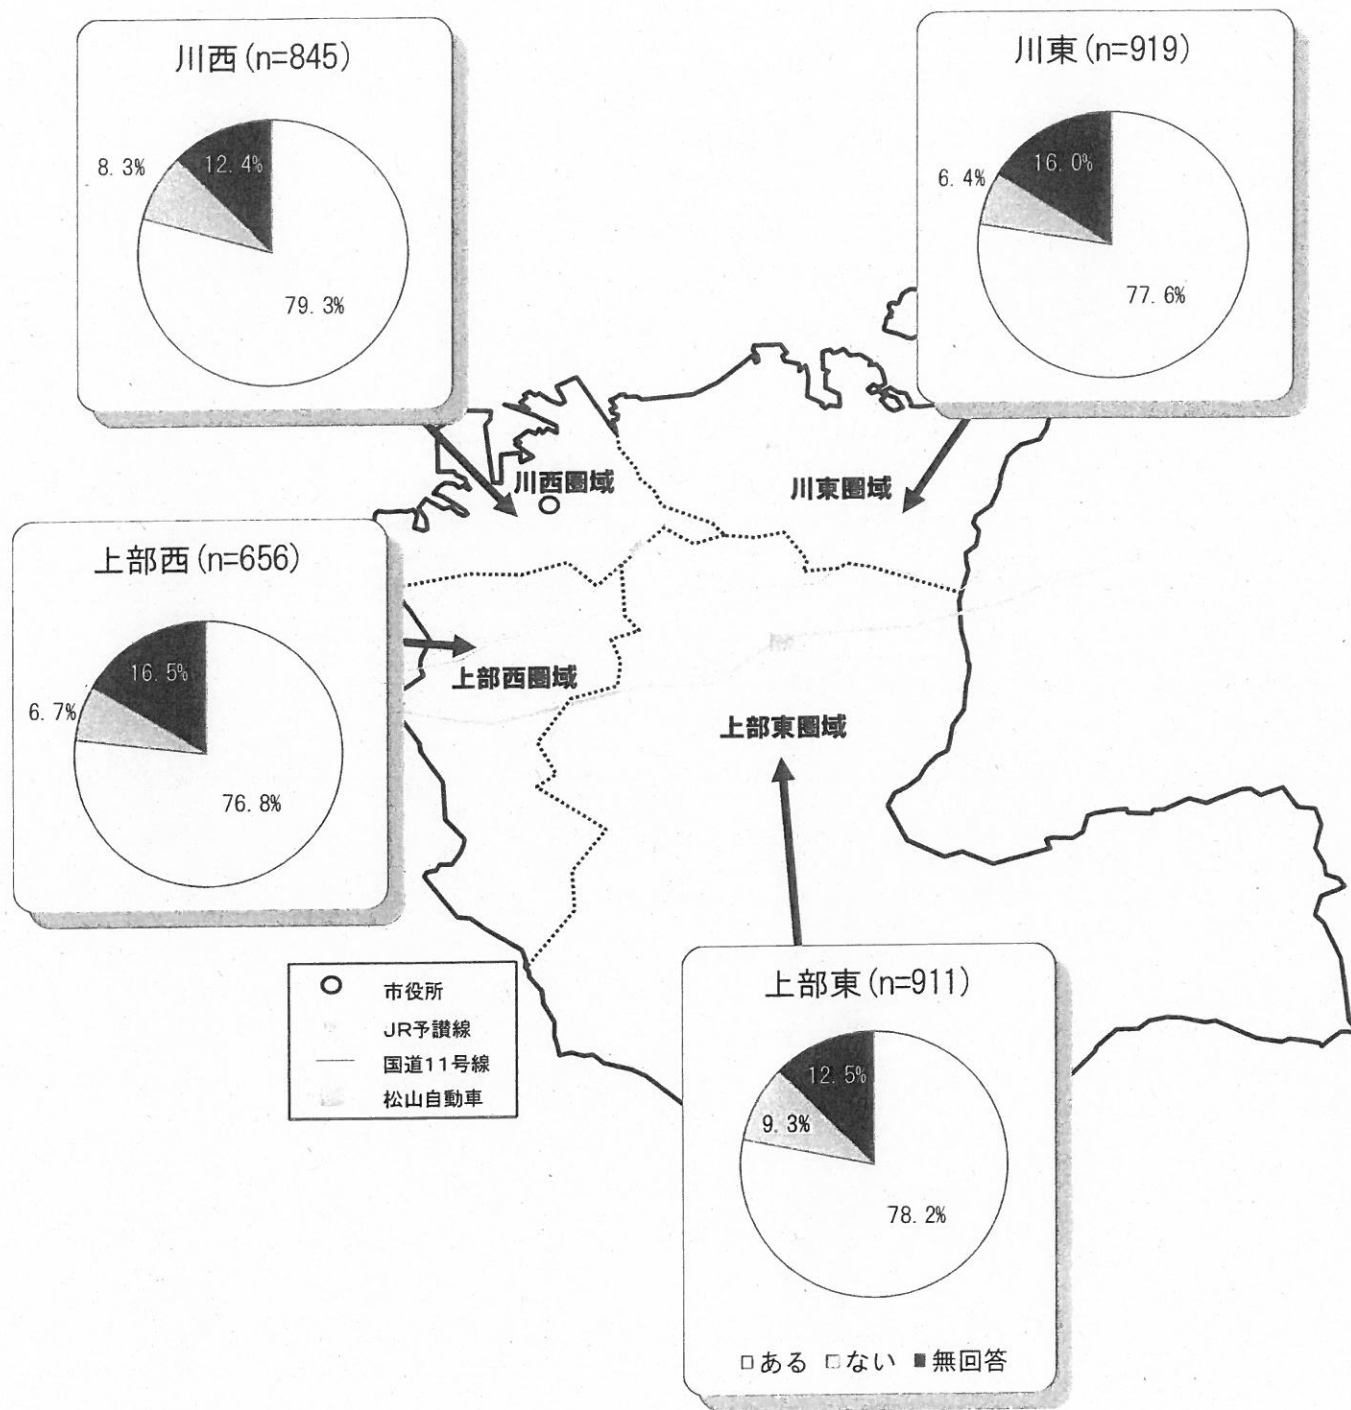 川西(n=845)
8.3%
12.4%
79.3%
川東(n=919)
6.4%
16.0%
77.6%
川西圏域
川東圏域
上部西(n=656)
16.5%
6.7%
76.8%
上部西圏域
上部東圏域
市役所
JR予讃線
国道11号線
松山自動車
上部東(n=911)
12.5%
9.3%
78.2%
□ある □ない ■無回答